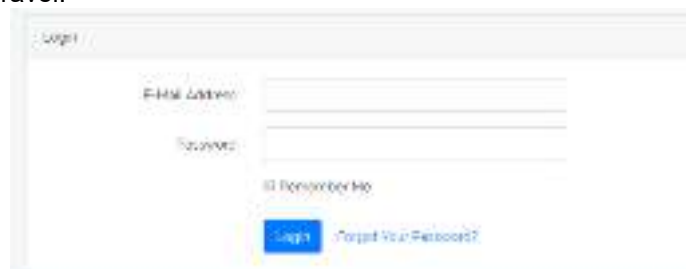 Login
E-Mail Address
Password
Remember Me
Login
Forgot Your Password?